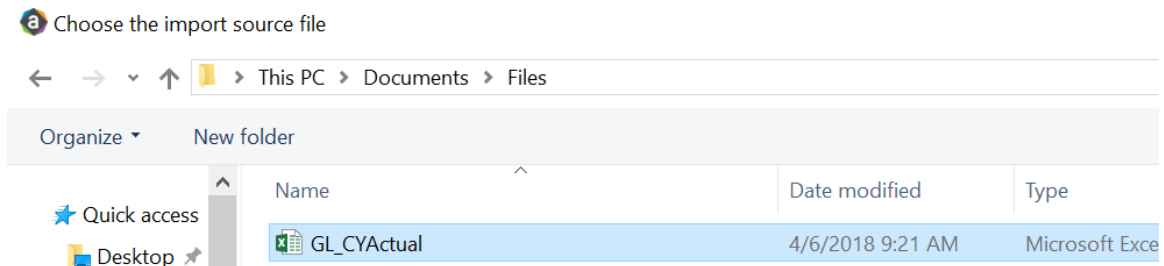 Choose the import source file
This PC > Documents > Files
Organize New folder
Name Date modified Type
Quick access
GL_CYActual 4/6/2018 9:21 AM Microsoft Exce
Desktop